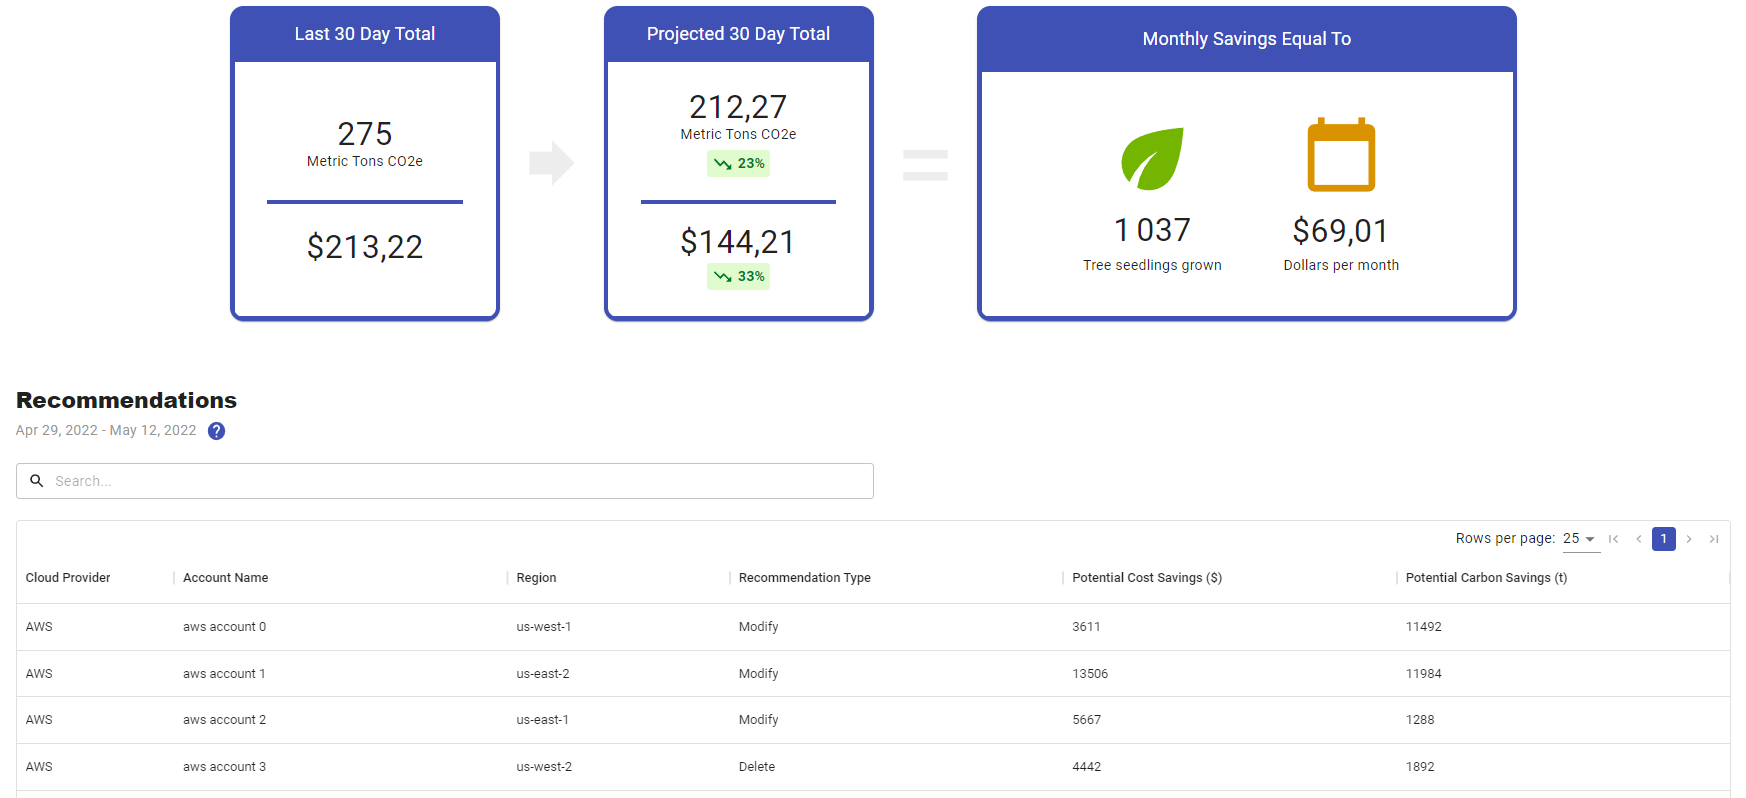 Last 30 Day Total
275
Metric Tons CO2e
$213,22
Projected 30 Day Total
212,27
Metric Tons CO2e
23%
$144,21
33%
Monthly Savings Equal To
1 037
Tree seedlings grown
$69,01
Dollars per month
Recommendations
Apr 29, 2022 - May 12, 2022 ?
Search...
Rows per page: 25 1
Cloud Provider Account Name Region Recommendation Type Potential Cost Savings ($) Potential Carbon Savings (t)
AWS aws account 0 us-west-1 Modify 3611 11492
AWS aws account 1 us-east-2 Modify 13506 11984
AWS aws account 2 us-east-1 Modify 5667 1288
AWS aws account 3 us-west-2 Delete 4442 1892